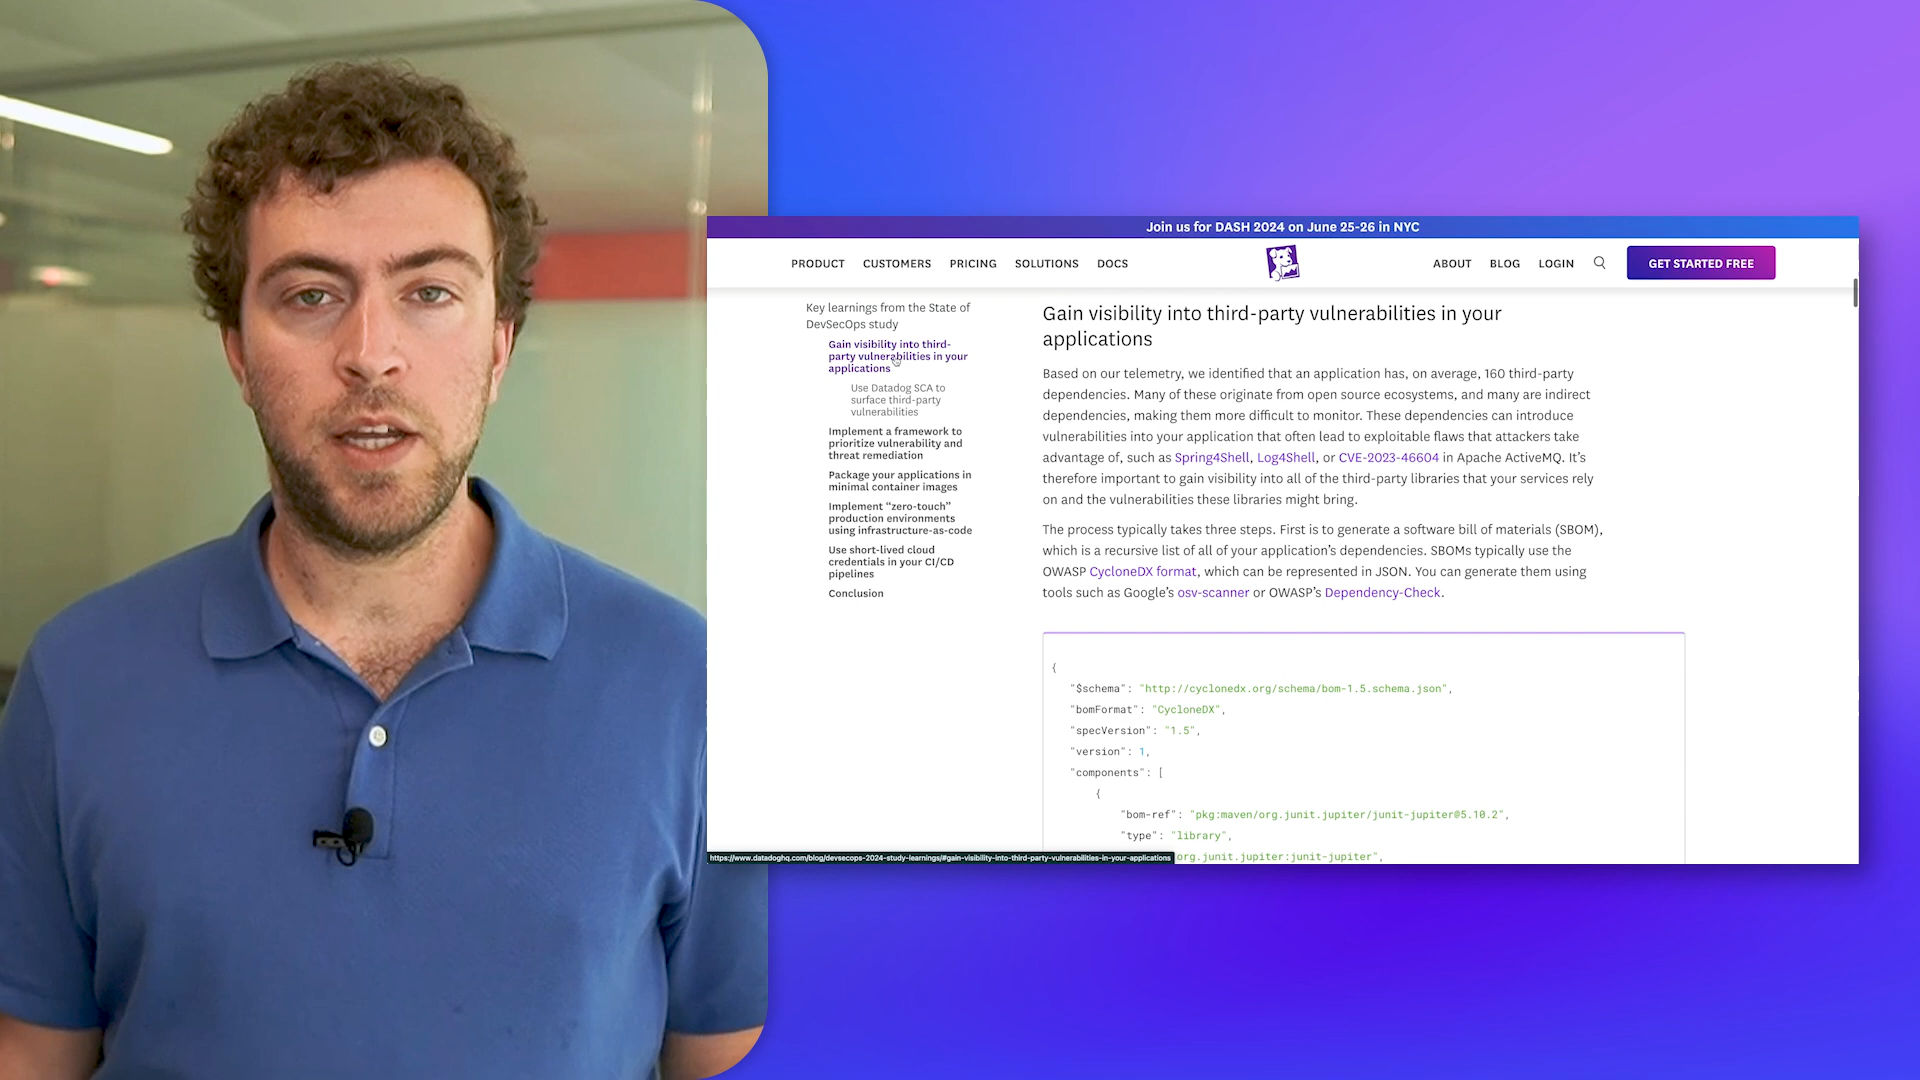 Join us for DASH 2024 on June 25-26 in NYC
PRODUCT CUSTOMERS PRICING SOLUTIONS DOCS
ABOUT BLOG LOGIN GET STARTED FREE
Key learnings from the State of
DevSecOps study
Gain visibility into third-
party vulnerabilities in your
applications
Use Datadog SCA to
surface third-party
vulnerabilities
Implement a framework to
prioritize vulnerability and
threat remediation
Package your applications in
minimal container images
Implement “zero-touch”
production environments
using infrastructure-as-code
Use short-lived cloud
credentials in your CI/CD
pipelines
Conclusion
Gain visibility into third-party vulnerabilities in your
applications
Based on our telemetry, we identified that an application has, on average, 160 third-party
dependencies. Many of these originate from open source ecosystems, and many are indirect
dependencies, making them more difficult to monitor. These dependencies can introduce
vulnerabilities into your application that often lead to exploitable flaws that attackers take
advantage of, such as Spring4Shell, Log4Shell, or CVE-2023-46604 in Apache ActiveMQ. It’s
therefore important to gain visibility into all of the third-party libraries that your services rely
on and the vulnerabilities these libraries might bring.
The process typically takes three steps. First is to generate a software bill of materials (SBOM),
which is a recursive list of all of your application’s dependencies. SBOMs typically use the
OWASP CycloneDX format, which can be represented in JSON. You can generate them using
tools such as Google’s osv-scanner or OWASP’s Dependency-Check.
{
"$schema": "http://cyclonedx.org/schema/bom-1.5.schema.json",
"bomFormat": "CycloneDX",
"specVersion": "1.5",
"version": 1,
"components": [
{
"bom-ref": "pkg:maven/org.junit.jupiter/junit-jupiter@5.10.2",
"type": "library",
org.junit.jupiter:junit-jupiter",
https://www.datadoghq.com/blog/devsecops-2024-study-learnings/#gain-visibility-into-third-party-vulnerabilities-in-your-applications